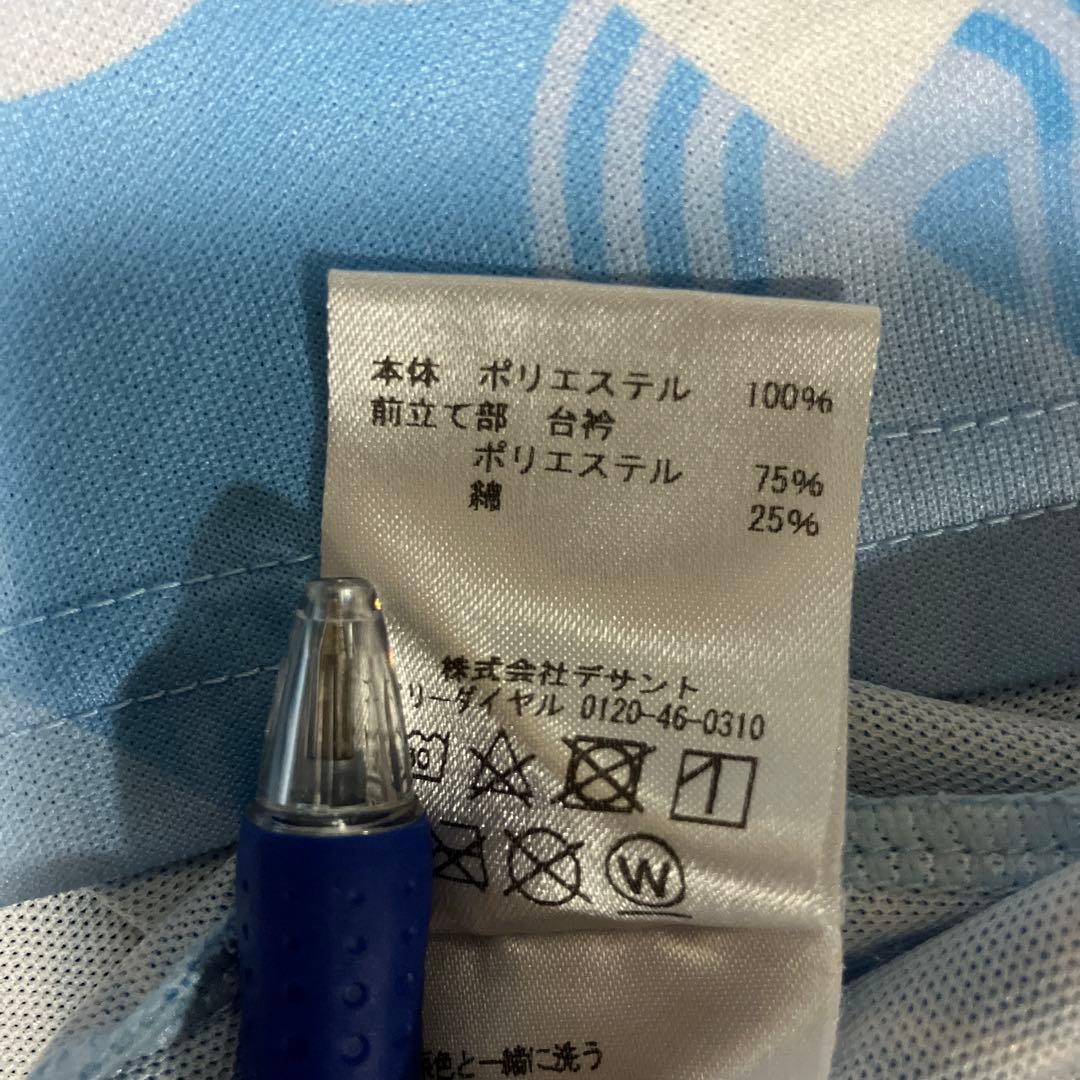 本体 ポリエステル 100%
前立て部 台衿
ポリエステル 75%
綿 25%
株式会社デサント
リーダイヤル 0120-46-0310
W
色と一緒に洗う